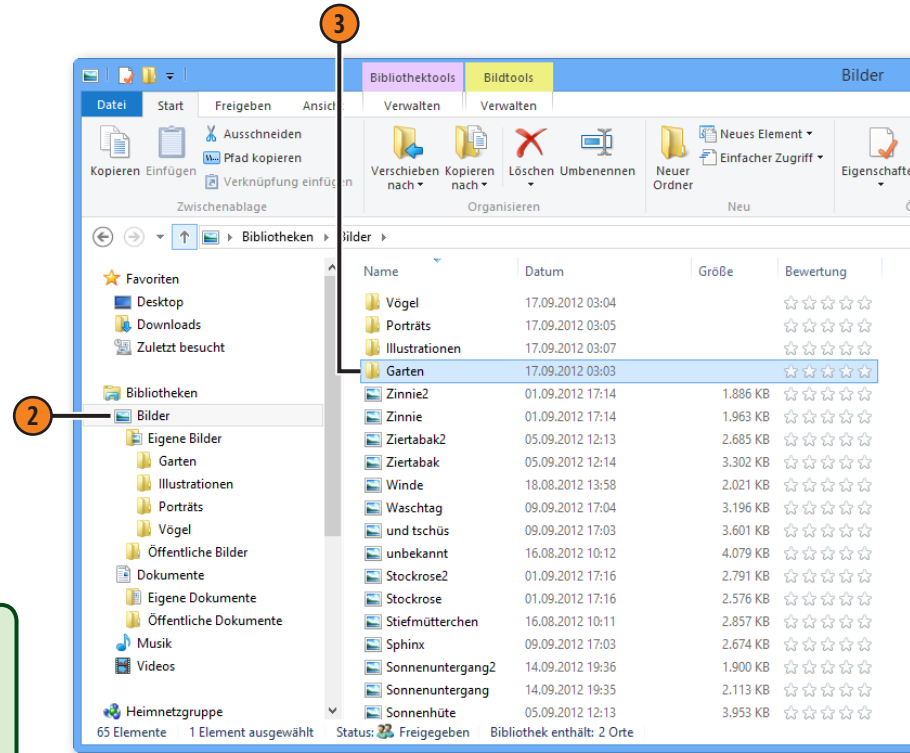 3
Bibliothektools Bildtools Bilder
Datei Start Freigeben Ansicht Verwalten Verwalten
Kopieren Einfügen
Ausschneiden
Pfad kopieren
Verknüpfung einfügen
Verschieben nach
Kopieren nach
Löschen Umbenennen
Neuer Ordner
Neues Element
Einfacher Zugriff
Zwischenablage Organisieren Neu
Bibliotheken Bilder
Name Datum Größe Bewertung
Favoriten
Desktop
Downloads
Zuletzt besucht
Bibliotheken
2
Bilder
Eigene Bilder
Garten
Illustrationen
Porträts
Vögel
Öffentliche Bilder
Dokumente
Eigene Dokumente
Öffentliche Dokumente
Musik
Videos
Heimnetzgruppe
Vögel 17.09.2012 03:04
Porträts 17.09.2012 03:05
Illustrationen 17.09.2012 03:07
Garten 17.09.2012 03:03
Zinnie2 01.09.2012 17:14 1.886 KB
Zinnie 01.09.2012 17:14 1.963 KB
Ziertabak2 05.09.2012 12:13 2.685 KB
Ziertabak 05.09.2012 12:14 3.302 KB
Winde 18.08.2012 13:58 2.021 KB
Waschtag 09.09.2012 17:04 3.196 KB
und tschüs 09.09.2012 17:03 3.601 KB
unbekannt 16.08.2012 10:12 4.079 KB
Stockrose2 01.09.2012 17:16 2.791 KB
Stockrose 01.09.2012 17:16 2.576 KB
Stiefmütterchen 16.08.2012 10:11 2.857 KB
Sphinx 09.09.2012 17:03 2.674 KB
Sonnenuntergang2 14.09.2012 19:36 1.900 KB
Sonnenuntergang 14.09.2012 19:35 2.113 KB
Sonnenhüte 05.09.2012 12:13 3.953 KB
65 Elemente 1 Element ausgewählt Status: Freigegeben Bibliothek enthält: 2 Orte